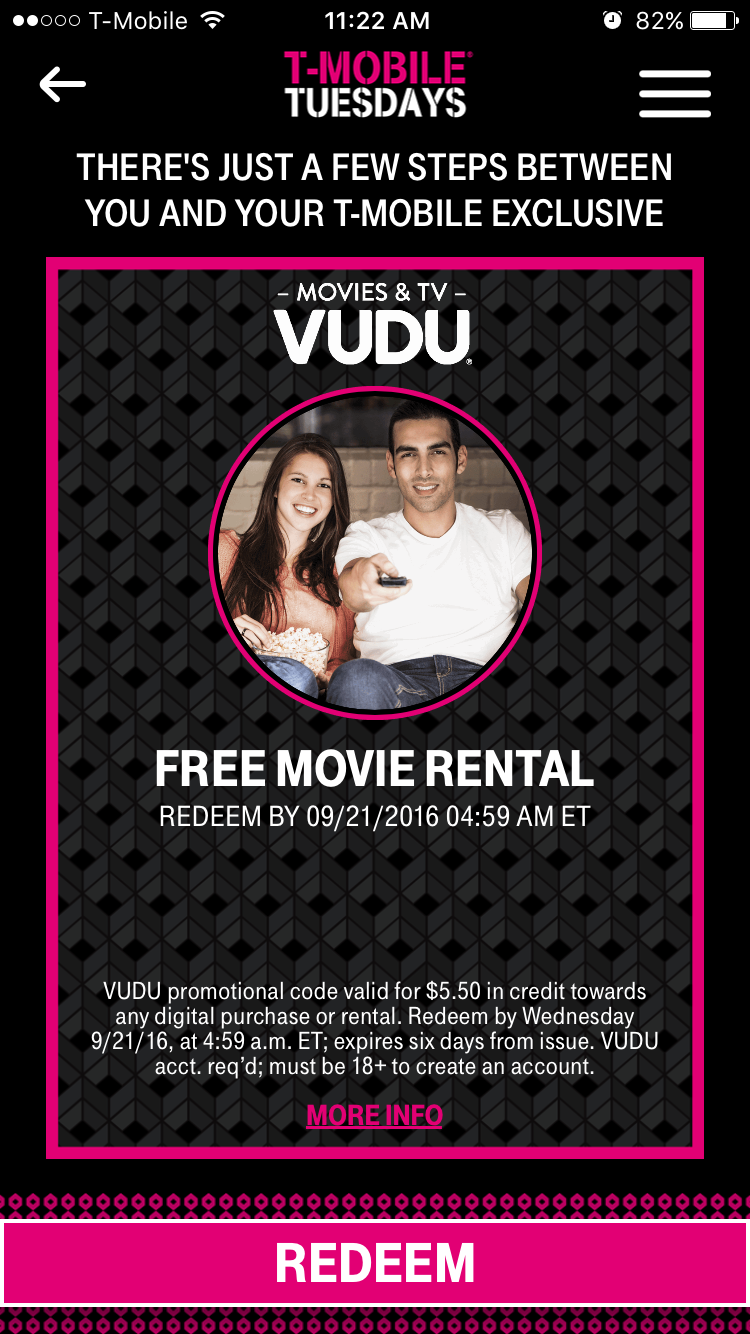 T-Mobile 11:22 AM 82%
T-MOBILE®
TUESDAYS
THERE'S JUST A FEW STEPS BETWEEN
YOU AND YOUR T-MOBILE EXCLUSIVE
– MOVIES & TV –
VUDU®
FREE MOVIE RENTAL
REDEEM BY 09/21/2016 04:59 AM ET
VUDU promotional code valid for $5.50 in credit towards
any digital purchase or rental. Redeem by Wednesday
9/21/16, at 4:59 a.m. ET; expires six days from issue. VUDU
acct. req’d; must be 18+ to create an account.
MORE INFO
REDEEM